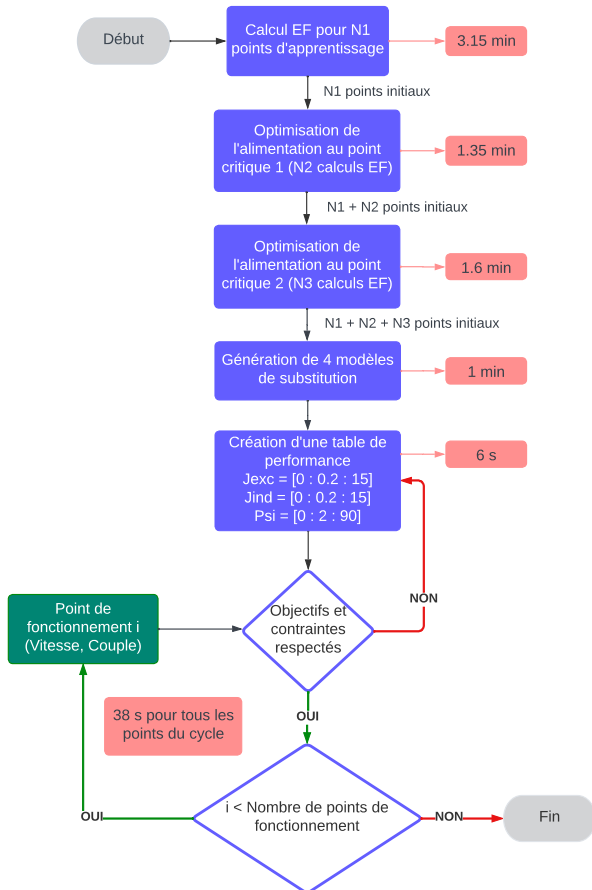 Début
Calcul EF pour N1
points d'apprentissage
3.15 min
N1 points initiaux
Optimisation de
l'alimentation au point
critique 1 (N2 calculs EF)
1.35 min
N1 + N2 points initiaux
Optimisation de
l'alimentation au point
critique 2 (N3 calculs EF)
1.6 min
N1 + N2 + N3 points initiaux
Génération de 4 modèles
de substitution
1 min
Création d'une table de
performance
Jexc = [0 : 0.2 : 15]
Jind = [0 : 0.2 : 15]
Psi = [0 : 2 : 90]
6 s
NON
Point de
fonctionnement i
(Vitesse, Couple)
Objectifs et
contraintes
respectés
OUI
38 s pour tous les
points du cycle
i < Nombre de points de
fonctionnement
OUI
NON
Fin